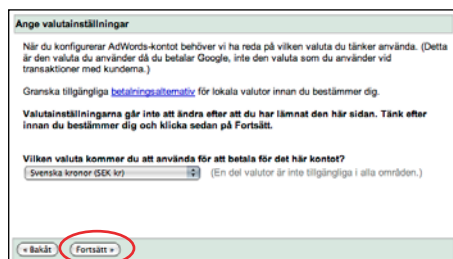 Ange valutainställningar
När du konfigurerar AdWords-kontot behöver vi ha reda på vilken valuta du tänker använda. (Detta
är den valuta du använder då du betalar Google, inte den valuta som du använder vid
transaktioner med kunderna.)
Granska tillgängliga betalningsalternativ för lokala valutor innan du bestämmer dig.
Valutainställningarna går inte att ändra efter att du har lämnat den här sidan. Tänk efter
innan du bestämmer dig och klicka sedan på Fortsätt.
Vilken valuta kommer du att använda för att betala för det här kontot?
Svenska kronor (SEK kr) (En del valutor är inte tillgängliga i alla områden.)
« Bakåt Fortsätt »